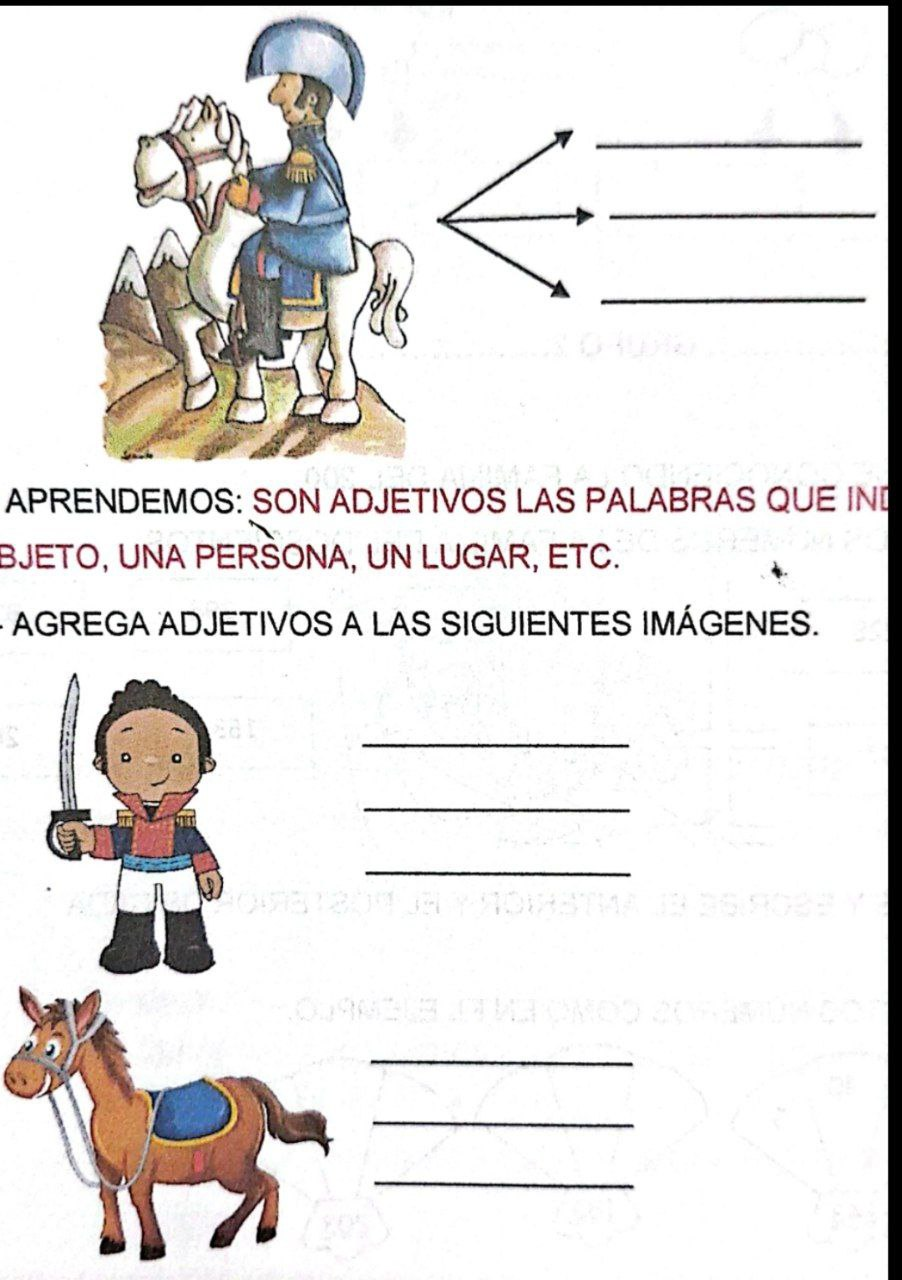 APRENDEMOS: SON ADJETIVOS LAS PALABRAS QUE IND
BJETO, UNA PERSONA, UN LUGAR, ETC.
- AGREGA ADJETIVOS A LAS SIGUIENTES IMÁGENES.